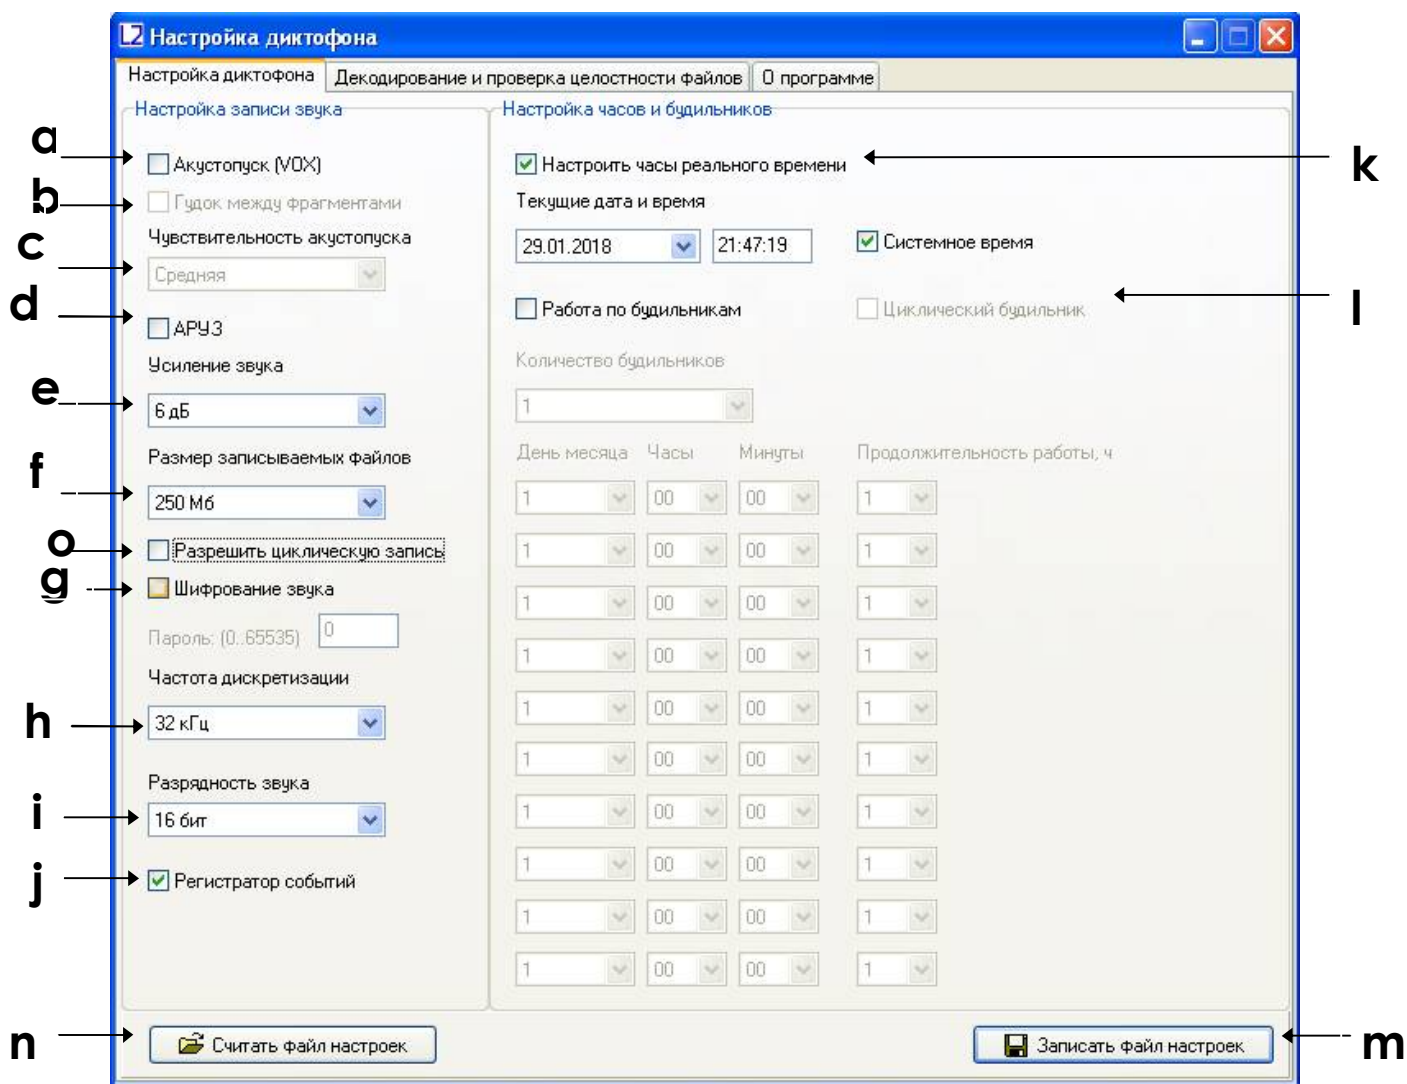 L2 Настройка диктофона
Настройка диктофона Декодирование и проверка целостности файлов О программе
Настройка записи звука
a
Акустопуск (VOX)
b
Гудок между фрагментами
c
Чувствительность акустопуска
Средняя
d
АРУЗ
Усиление звука
e
6 дБ
Размер записываемых файлов
f
250 Мб
o
Разрешить циклическую запись
g
Шифрование звука
Пароль: (0..65535) 0
Частота дискретизации
h
32 кГц
Разрядность звука
i
16 бит
j
Регистратор событий
Настройка часов и будильников
Настроить часы реального времени
k
Текущие дата и время
29.01.2018 21:47:19 Системное время
Работа по будильникам Циклический будильник
l
Количество будильников
1
День месяца Часы Минуты Продолжительность работы, ч
1 00 00 1
1 00 00 1
1 00 00 1
1 00 00 1
1 00 00 1
1 00 00 1
1 00 00 1
1 00 00 1
1 00 00 1
1 00 00 1
n
Считать файл настроек
Записать файл настроек
m